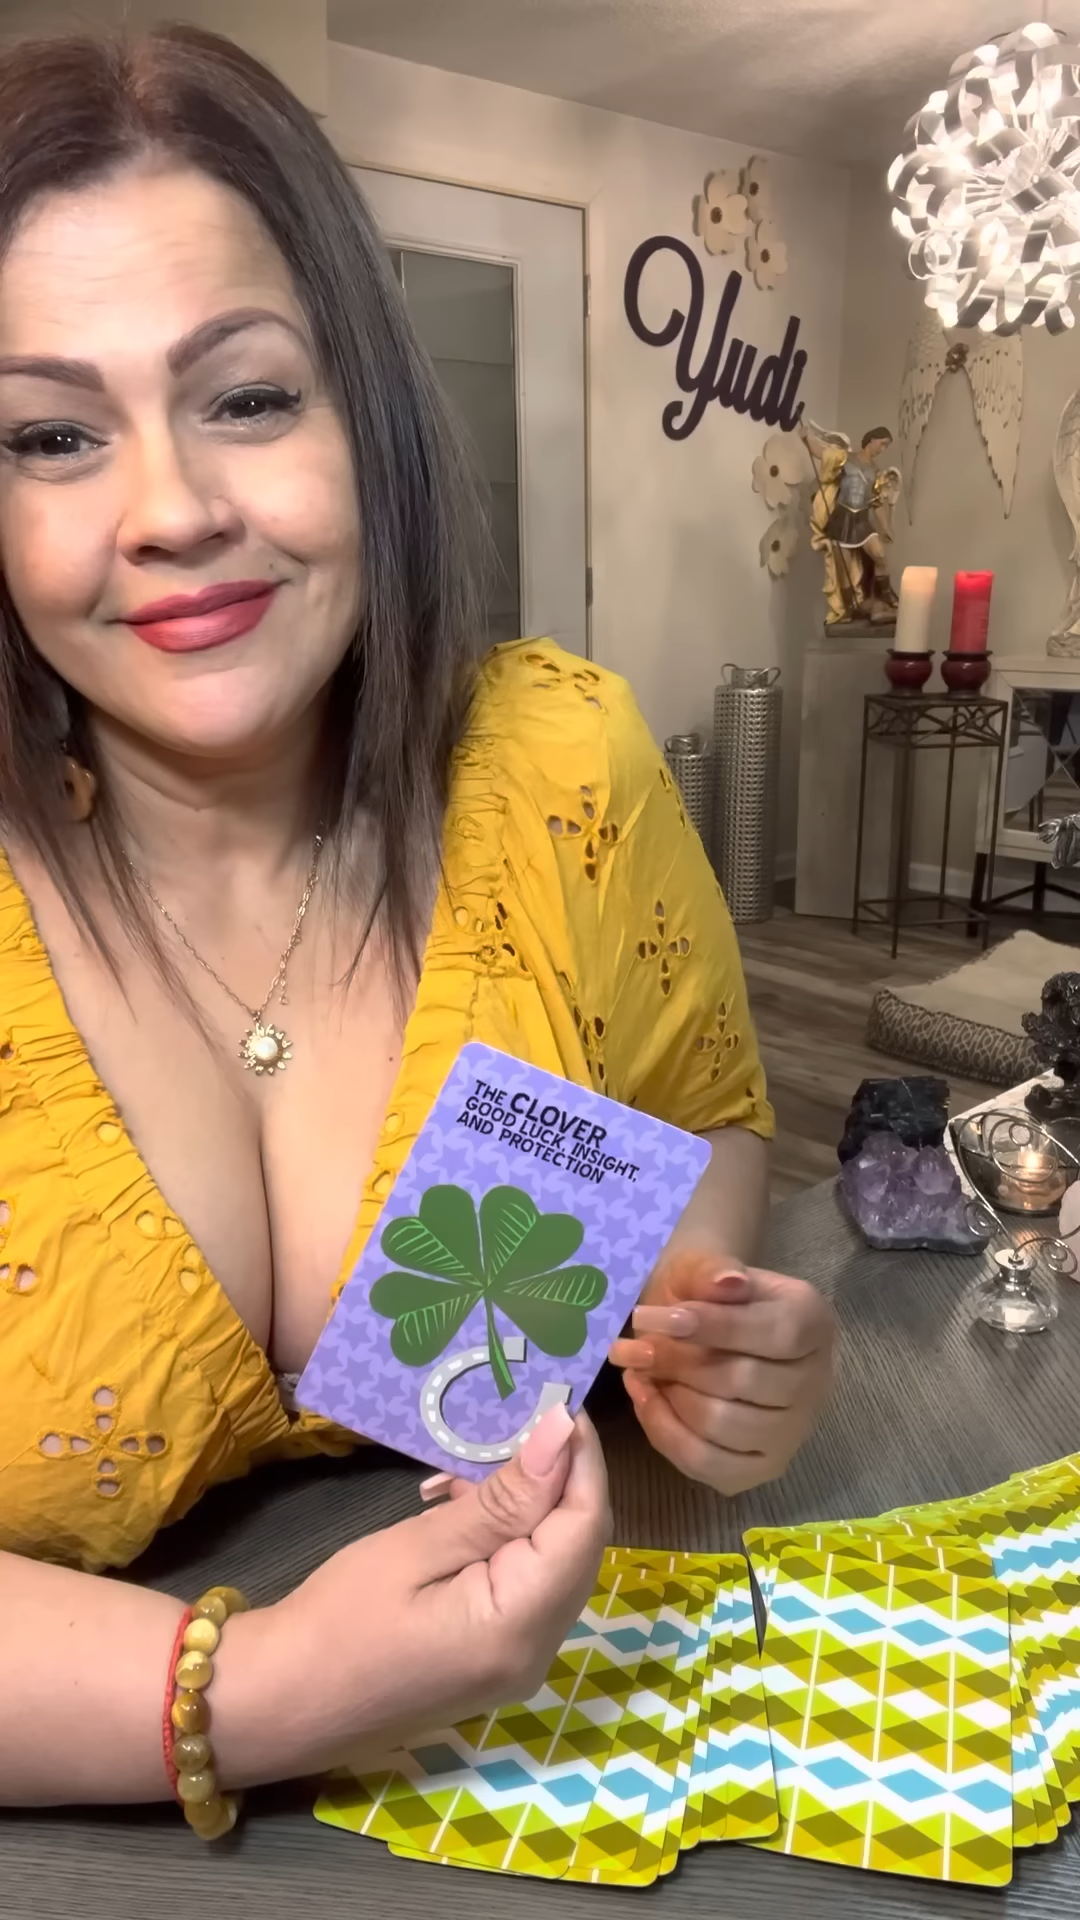 Yudi
THE CLOVER
GOOD LUCK, INSIGHT,
AND PROTECTION